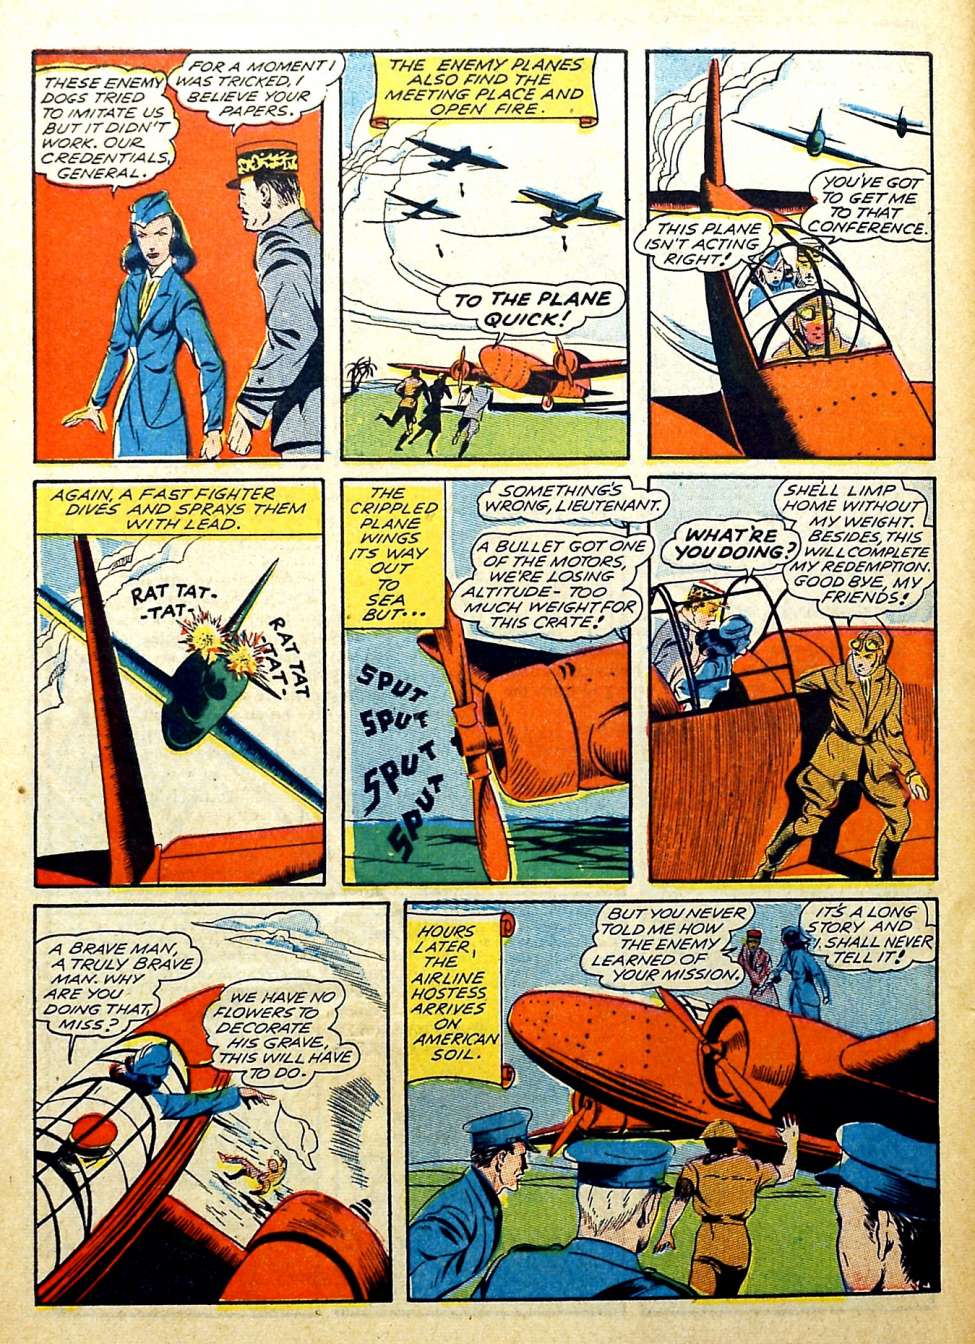 THESE ENEMY
DOGS TRIED
TO IMITATE US
BUT IT DIDN'T
WORK. OUR
CREDENTIALS,
GENERAL.
FOR A MOMENT I
WAS TRICKED, I
BELIEVE YOUR
PAPERS.
THE ENEMY PLANES
ALSO FIND THE
MEETING PLACE AND
OPEN FIRE.
TO THE PLANE
QUICK!
THIS PLANE
ISN'T ACTING
RIGHT!
YOU'VE GOT
TO GET ME
TO THAT
CONFERENCE.
AGAIN, A FAST FIGHTER
DIVES AND SPRAYS THEM
WITH LEAD.
RAT TAT-
-TAT-
RAT TAT
TAT-
THE
CRIPPLED
PLANE
WINGS
ITS WAY
OUT
TO
SEA
BUT...
SOMETHING'S
WRONG, LIEUTENANT.
A BULLET GOT ONE
OF THE MOTORS,
WE'RE LOSING
ALTITUDE- TOO
MUCH WEIGHT FOR
THIS CRATE!
SPUT
SPUT
SPUT
SPUT
WHAT'RE
YOU DOING?
SHE'LL LIMP
HOME WITHOUT
MY WEIGHT.
BESIDES, THIS
WILL COMPLETE
MY REDEMPTION.
GOOD BYE, MY
FRIENDS!
A BRAVE MAN,
A TRULY BRAVE
MAN. WHY
ARE YOU
DOING THAT,
MISS?
WE HAVE NO
FLOWERS TO
DECORATE
HIS GRAVE,
THIS WILL HAVE
TO DO.
HOURS
LATER,
THE
AIRLINE
HOSTESS
ARRIVES
ON
AMERICAN
SOIL.
BUT YOU NEVER
TOLD ME HOW
THE ENEMY
LEARNED OF
YOUR MISSION.
IT'S A LONG
STORY AND
I SHALL NEVER
TELL IT!